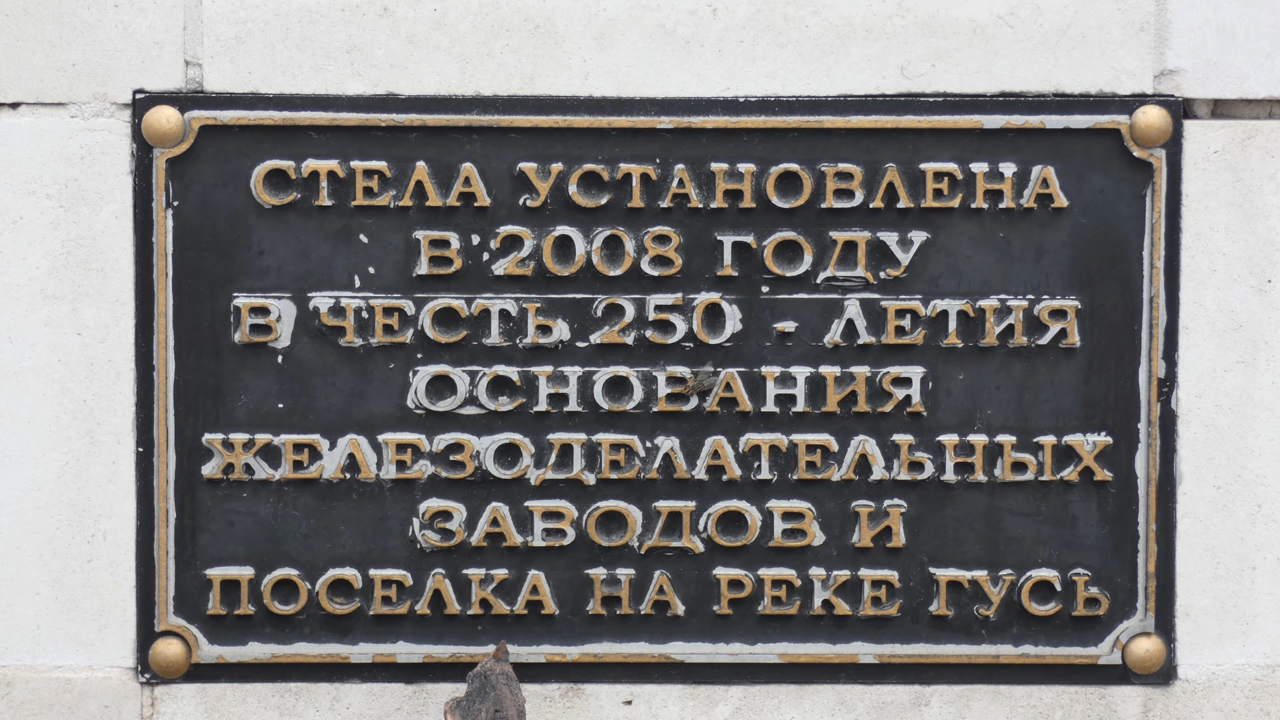 СТЕЛА УСТАНОВЛЕНА
В 2008 ГОДУ
В ЧЕСТЬ 250 - ЛЕТИЯ
ОСНОВАНИЯ
ЖЕЛЕЗОДЕЛАТЕЛЬНЫХ
ЗАВОДОВ И
ПОСЕЛКА НА РЕКЕ ГУСЬ